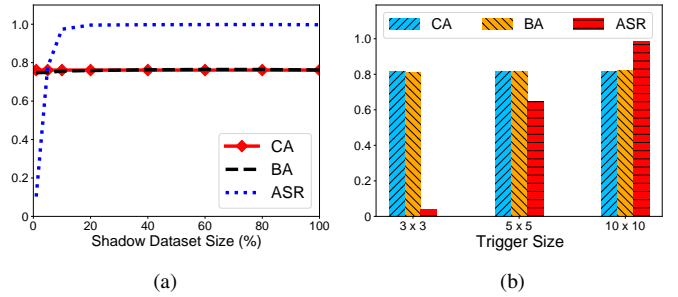 1.0
0.8
0.6
0.4
0.2
0
0 20 40 60 80 100
Shadow Dataset Size (%)
CA
BA
ASR
(a)
CA BA ASR
1.0
0.8
0.6
0.4
0.2
0
3 x 3 5 x 5 10 x 10
Trigger Size
(b)